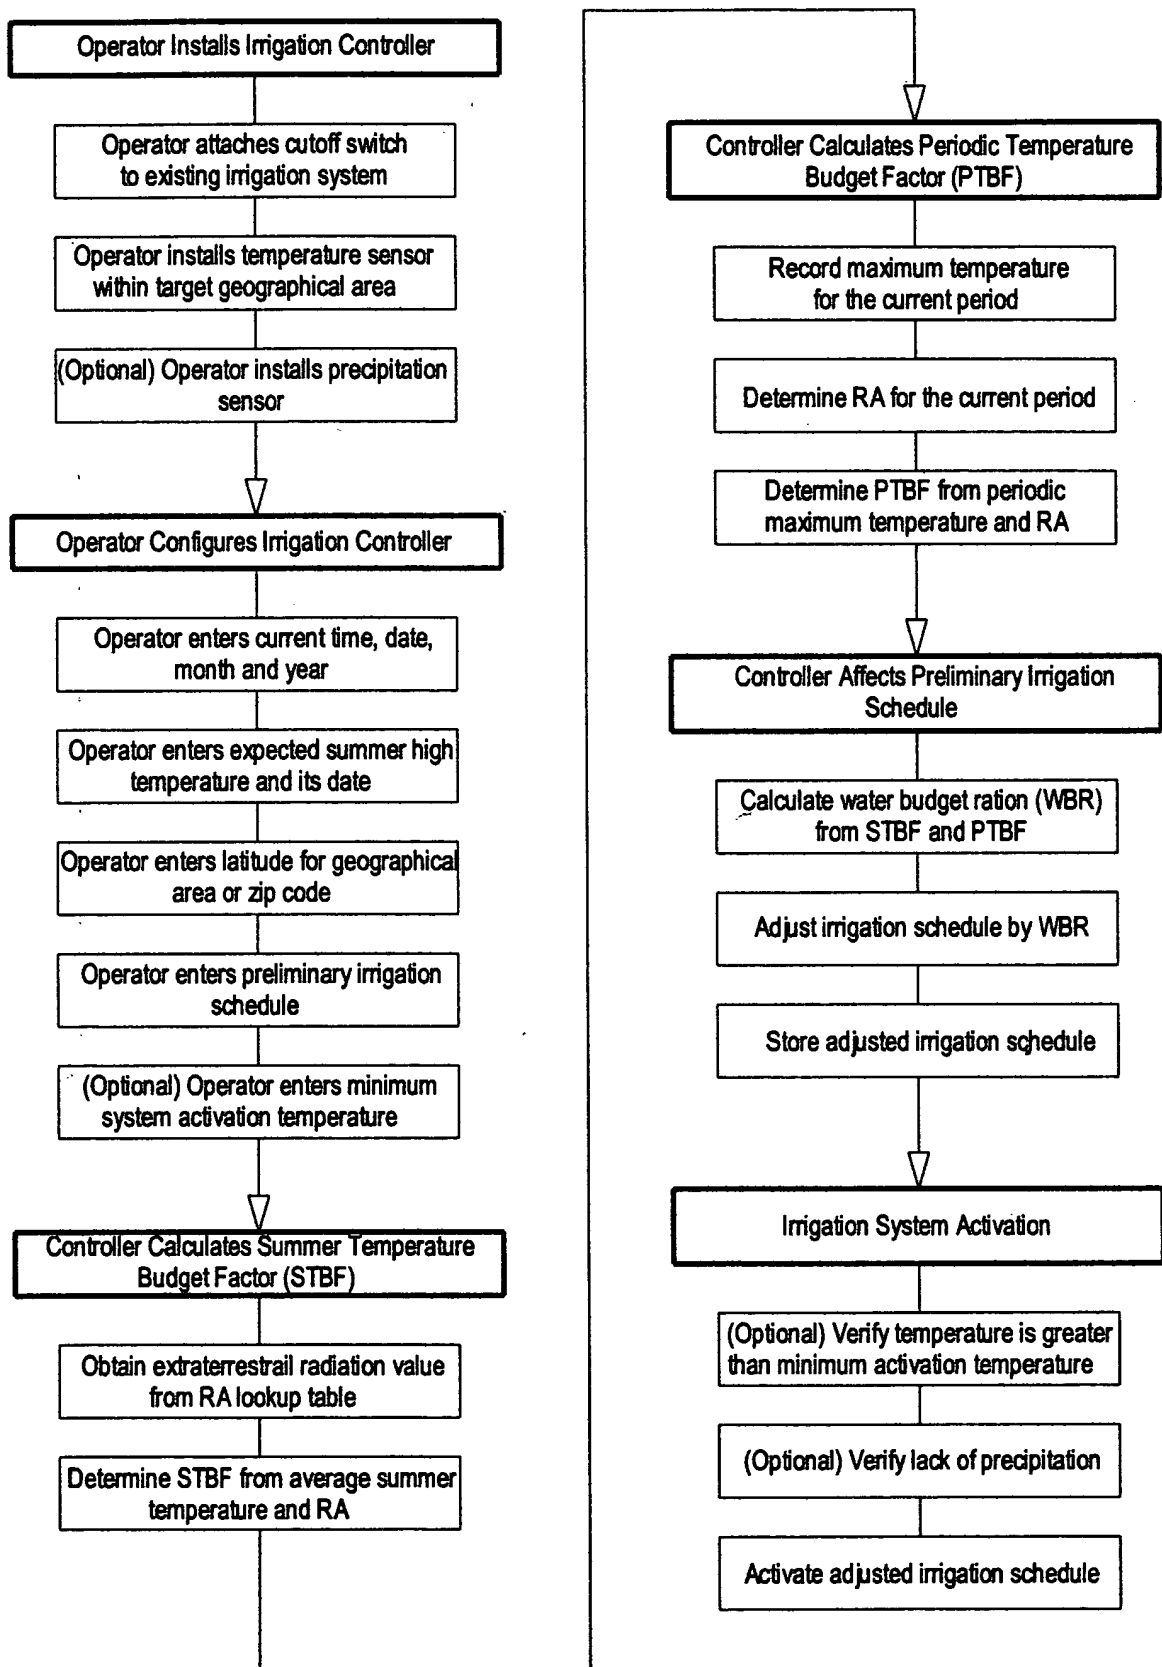 Operator Installs Irrigation Controller
Operator attaches cutoff switch
to existing irrigation system
Operator installs temperature sensor
within target geographical area
(Optional) Operator installs precipitation
sensor
Operator Configures Irrigation Controller
Operator enters current time, date,
month and year
Operator enters expected summer high
temperature and its date
Operator enters latitude for geographical
area or zip code
Operator enters preliminary irrigation
schedule
(Optional) Operator enters minimum
system activation temperature
Controller Calculates Summer Temperature
Budget Factor (STBF)
Obtain extraterrestrail radiation value
from RA lookup table
Determine STBF from average summer
temperature and RA
Controller Calculates Periodic Temperature
Budget Factor (PTBF)
Record maximum temperature
for the current period
Determine RA for the current period
Determine PTBF from periodic
maximum temperature and RA
Controller Affects Preliminary Irrigation
Schedule
Calculate water budget ration (WBR)
from STBF and PTBF
Adjust irrigation schedule by WBR
Store adjusted irrigation schedule
Irrigation System Activation
(Optional) Verify temperature is greater
than minimum activation temperature
(Optional) Verify lack of precipitation
Activate adjusted irrigation schedule